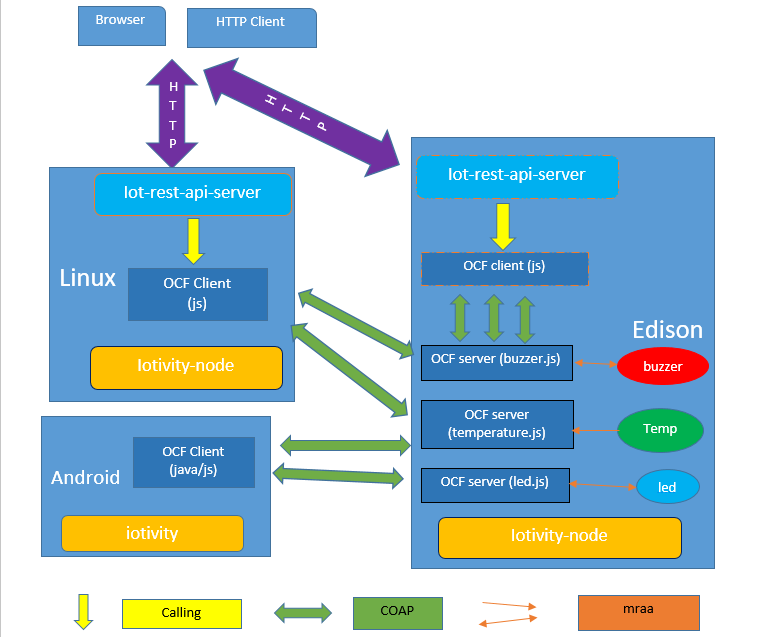 Browser
HTTP Client
H
T
T
P
HTTP
Iot-rest-api-server
Linux
OCF Client
(js)
Iotivity-node
Android
OCF Client
(java/js)
iotivity
Iot-rest-api-server
OCF client (js)
Edison
OCF server (buzzer.js)
buzzer
OCF server
(temperature.js)
Temp
OCF server (led.js)
led
Iotivity-node
Calling
COAP
mraa